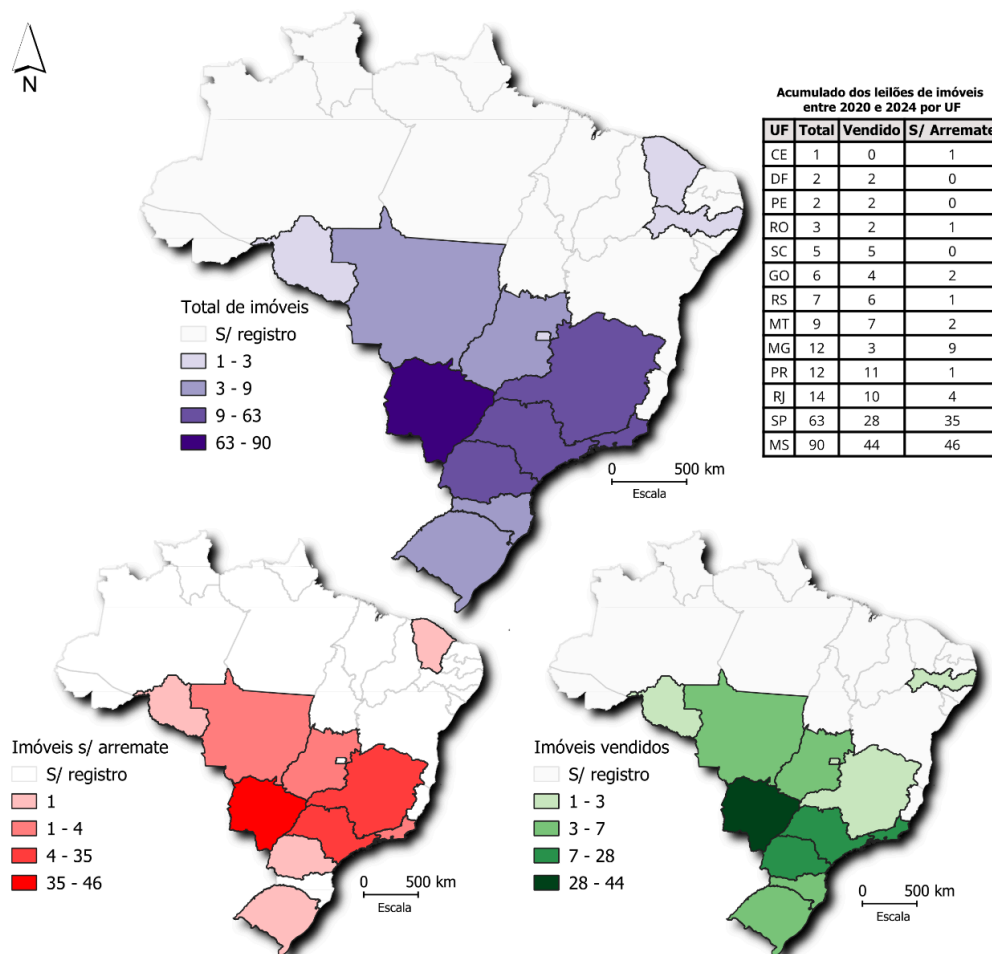 N
Acumulado dos leilões de imóveis
entre 2020 e 2024 por UF
UF Total Vendido S/ Arremate
CE 1 0 1
DF 2 2 0
PE 2 2 0
RO 3 2 1
SC 5 5 0
GO 6 4 2
RS 7 6 1
MT 9 7 2
MG 12 3 9
PR 12 11 1
RJ 14 10 4
SP 63 28 35
MS 90 44 46
Total de imóveis
S/ registro
1 - 3
3 - 9
9 - 63
63 - 90
0 500 km
Escala
Imóveis s/ arremate
S/ registro
1
1 - 4
4 - 35
35 - 46
0 500 km
Escala
Imóveis vendidos
S/ registro
1 - 3
3 - 7
7 - 28
28 - 44
0 500 km
Escala